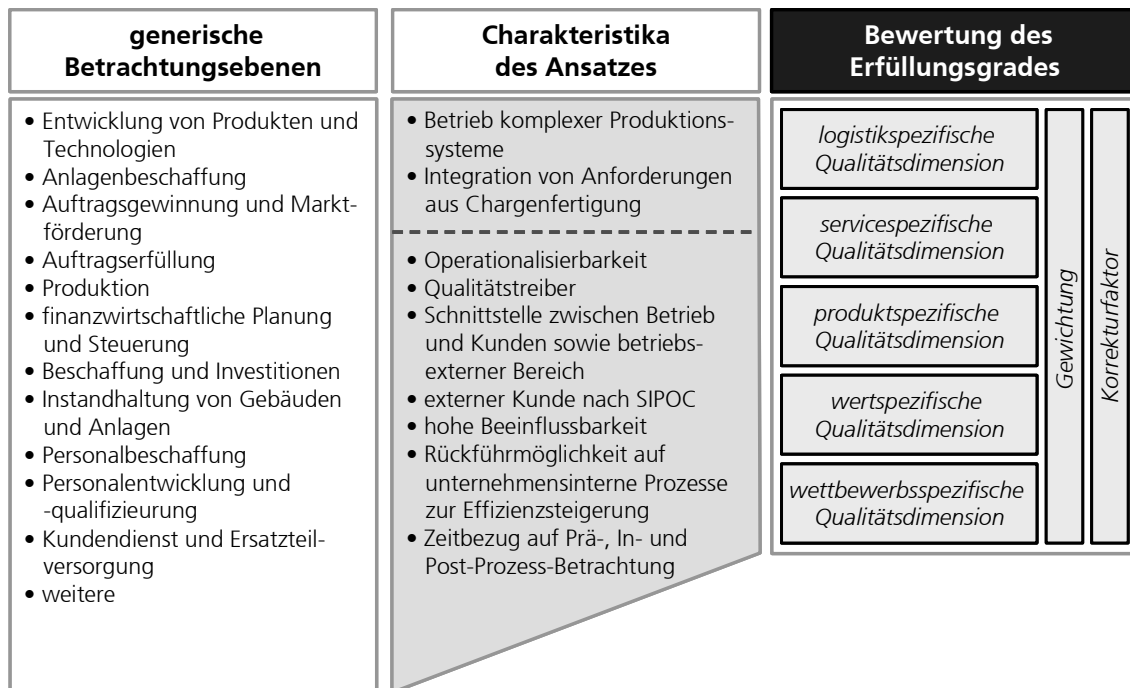 generische
Betrachtungsebenen
• Entwicklung von Produkten und
Technologien
• Anlagenbeschaffung
• Auftragsgewinnung und Markt-
förderung
• Auftragserfüllung
• Produktion
• finanzwirtschaftliche Planung
und Steuerung
• Beschaffung und Investitionen
• Instandhaltung von Gebäuden
und Anlagen
• Personalbeschaffung
• Personalentwicklung und
-qualifizieurung
• Kundendienst und Ersatzteil-
versorgung
• weitere
Charakteristika
des Ansatzes
• Betrieb komplexer Produktions-
systeme
• Integration von Anforderungen
aus Chargenfertigung
• Operationalisierbarkeit
• Qualitätstreiber
• Schnittstelle zwischen Betrieb
und Kunden sowie betriebs-
externer Bereich
• externer Kunde nach SIPOC
• hohe Beeinflussbarkeit
• Rückführmöglichkeit auf
unternehmensinterne Prozesse
zur Effizienzsteigerung
• Zeitbezug auf Prä-, In- und
Post-Prozess-Betrachtung
Bewertung des
Erfüllungsgrades
logistikspezifische
Qualitätsdimension
servicespezifische
Qualitätsdimension
produktspezifische
Qualitätsdimension
wertspezifische
Qualitätsdimension
wettbewerbsspezifische
Qualitätsdimension
Gewichtung
Korrekturfaktor